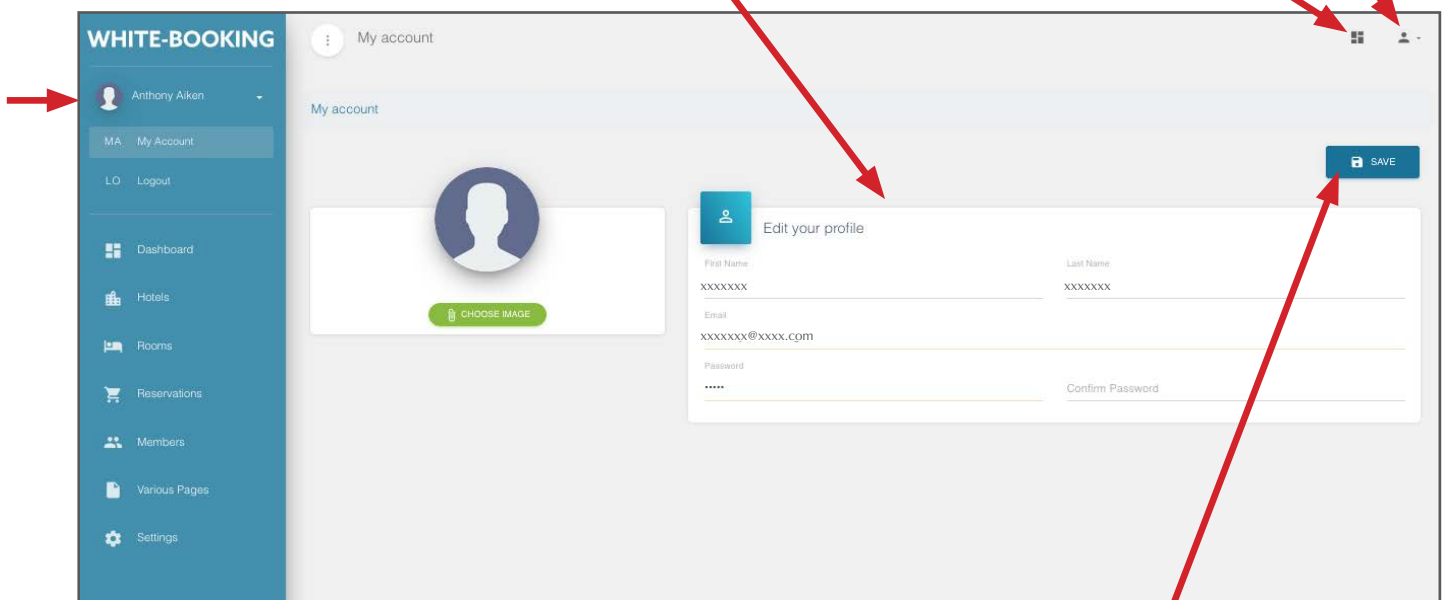 WHITE-BOOKING
My account
Anthony Aiken
My account
MA My Account
SAVE
LO Logout
Edit your profile
Dashboard
First Name
Last Name
xxxxxxx
xxxxxxx
Hotels
CHOOSE IMAGE
Email
xxxxxxx@xxxx.com
Rooms
Password
•••••
Confirm Password
Reservations
Members
Various Pages
Settings